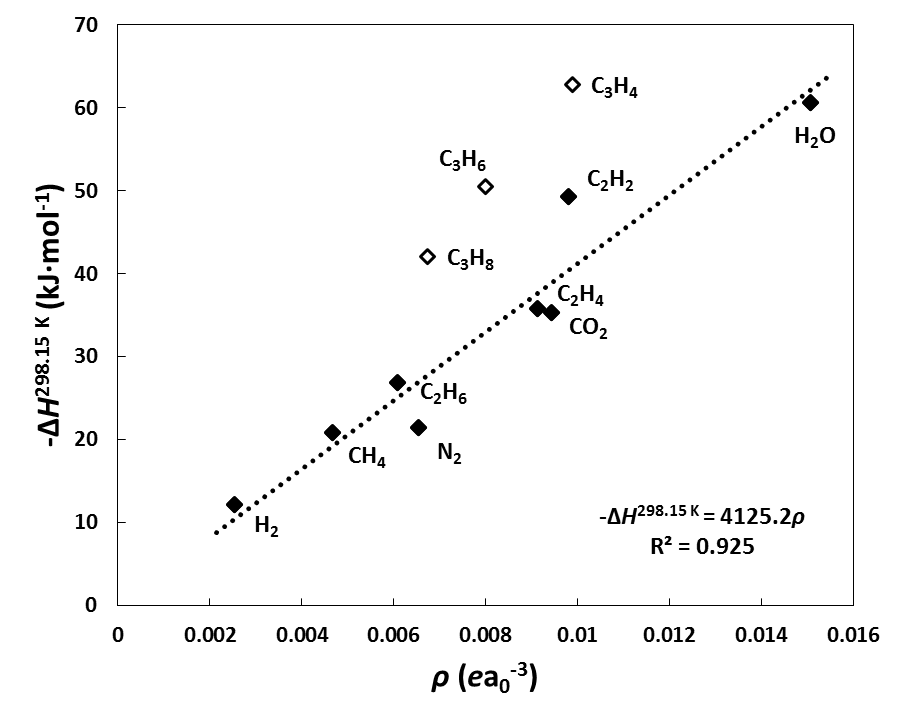 70
60
50
40
30
20
10
0
-ΔH²⁹⁸·¹⁵ ᴷ (kJ·mol⁻¹)
C₃H₄
H₂O
C₃H₆
C₂H₂
C₃H₈
C₂H₄
CO₂
C₂H₆
N₂
CH₄
H₂
-ΔH²⁹⁸·¹⁵ ᴷ = 4125.2ρ
R² = 0.925
0 0.002 0.004 0.006 0.008 0.01 0.012 0.014 0.016
ρ (ea₀⁻³)